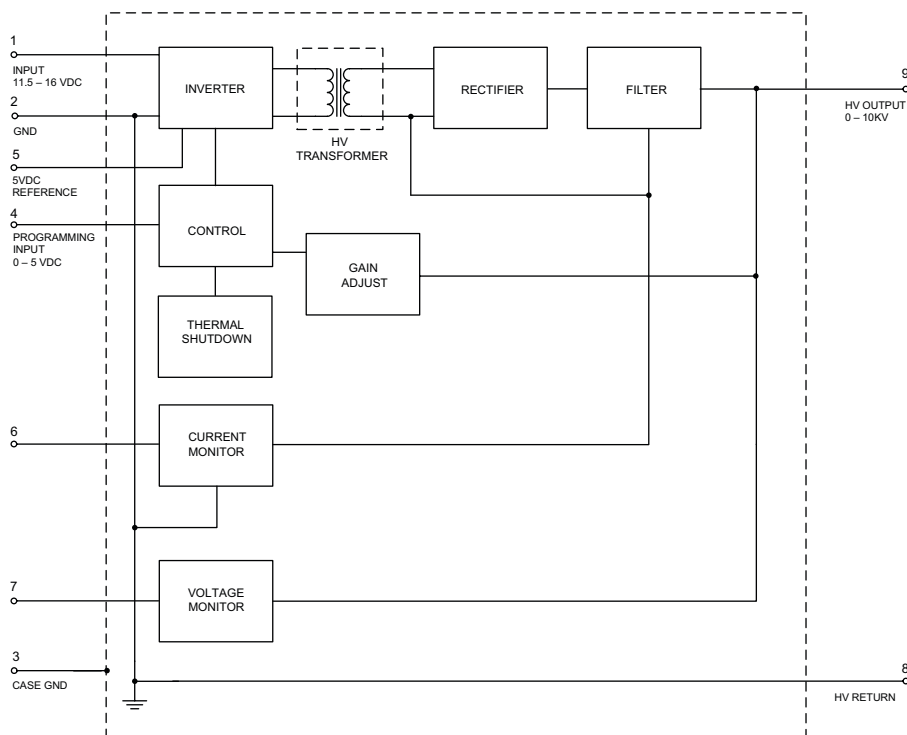 1
INPUT
11.5 – 16 VDC
2
GND
5
5VDC
REFERENCE
4
PROGRAMMING
INPUT
0 – 5 VDC
6
7
3
CASE GND
INVERTER
HV
TRANSFORMER
RECTIFIER
FILTER
CONTROL
GAIN
ADJUST
THERMAL
SHUTDOWN
CURRENT
MONITOR
VOLTAGE
MONITOR
9
HV OUTPUT
0 – 10KV
8
HV RETURN